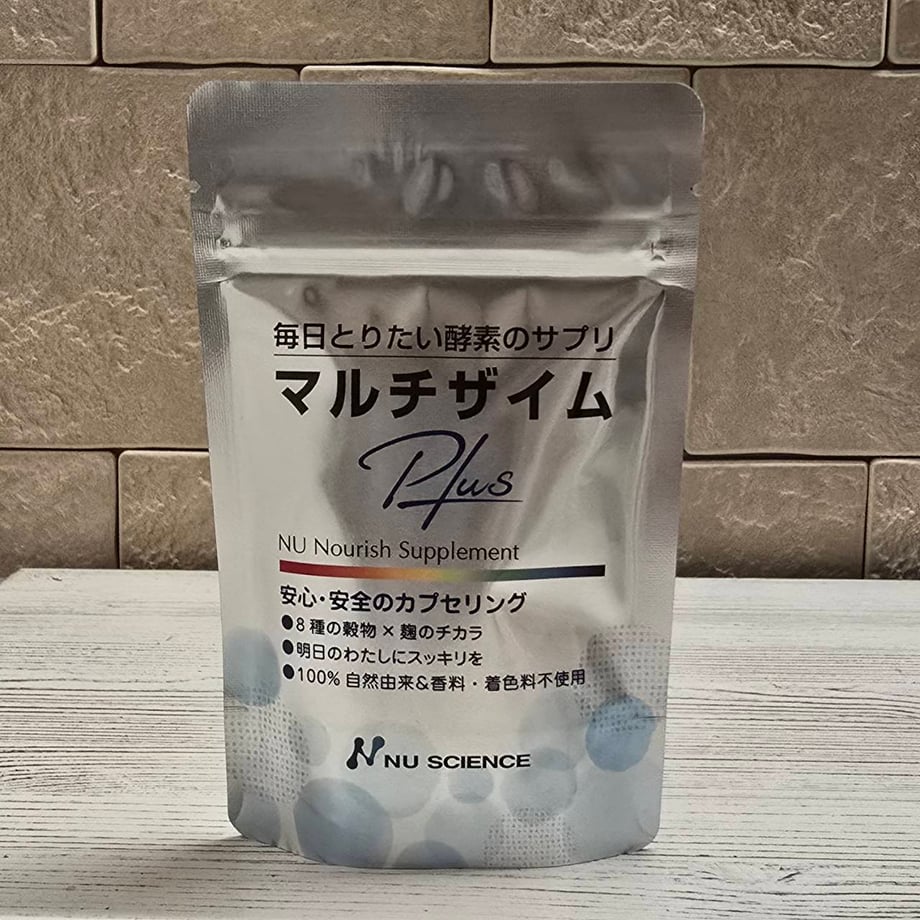 毎日とりたい酵素のサプリ
マルチザイム
Plus
NU Nourish Supplement
安心・安全のカプセリング
●8種の穀物×麹のチカラ
●明日のわたしにスッキリを
●100%自然由来&香料・着色料不使用
NU SCIENCE